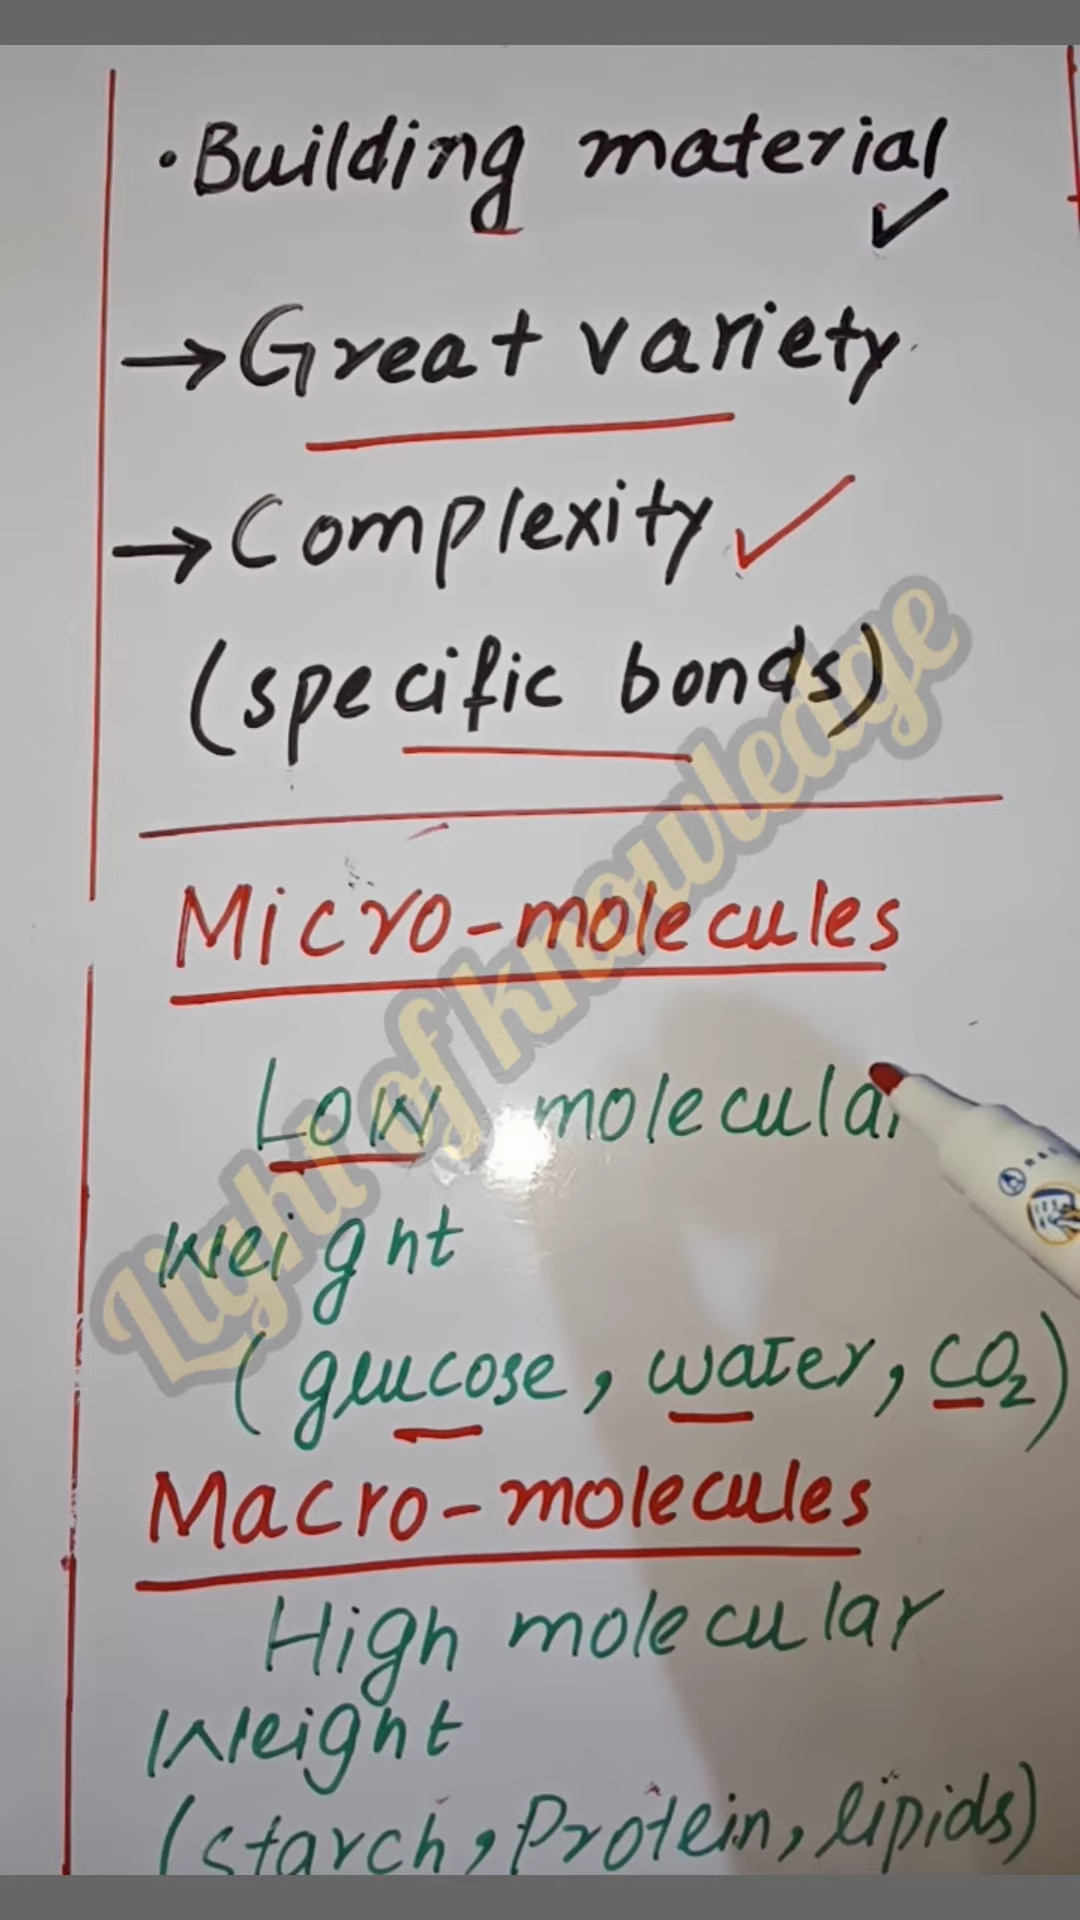 • Building material
→ Great variety
→ Complexity
(specific bonds)
Micro-molecules
Low molecular
Weight
(glucose, water, CO₂)
Macro-molecules
High molecular
Weight
(starch, Protein, lipids)
Light of knowledge